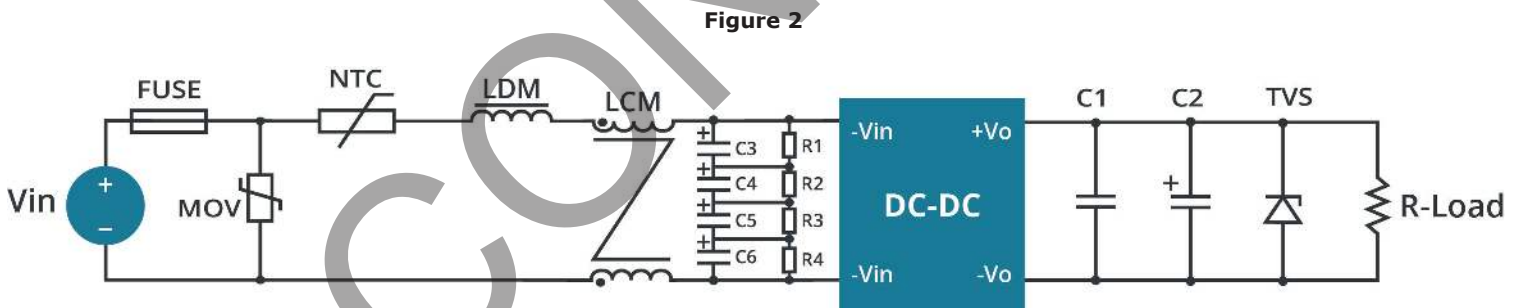 Figure 2
FUSE
NTC
LDM
LCM
C1
C2
TVS
-Vin
+Vo
+
C3
R1
+
C4
R2
+
C5
R3
+
C6
R4
Vin
+
−
MOV
DC-DC
+
R-Load
-Vin
-Vo
CON